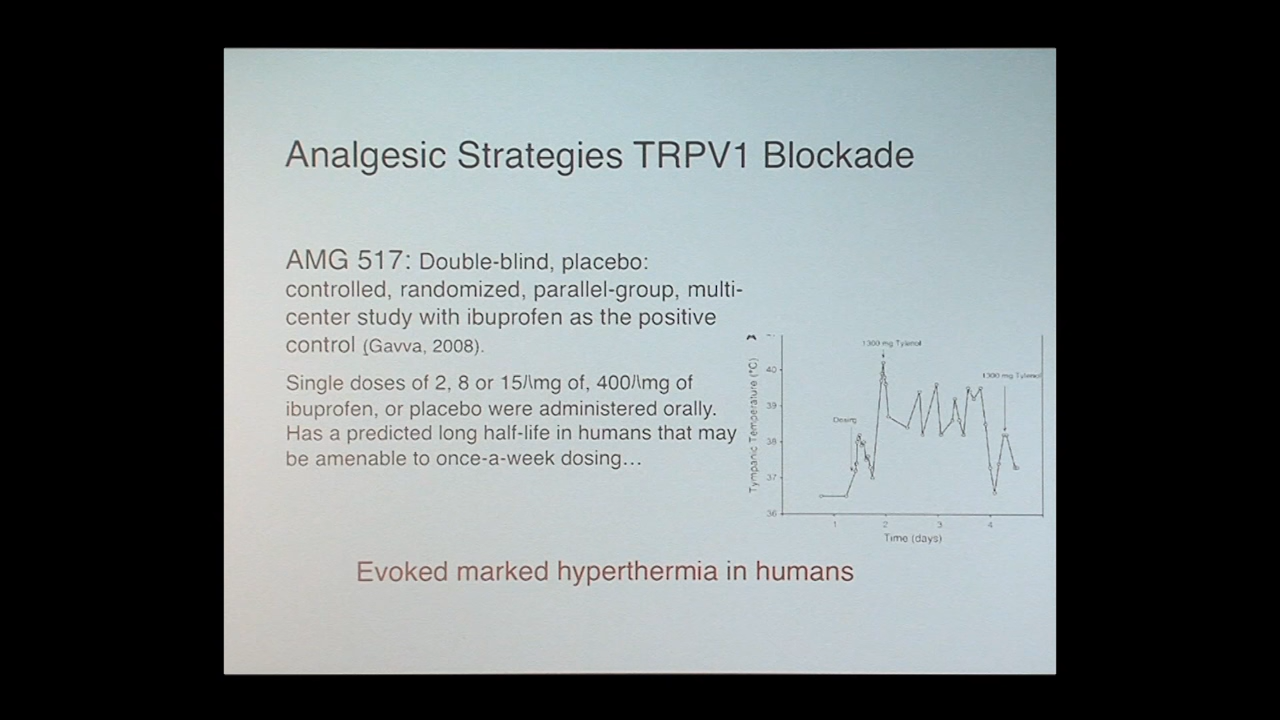 Analgesic Strategies TRPV1 Blockade
AMG 517: Double-blind, placebo:
controlled, randomized, parallel-group, multi-
center study with ibuprofen as the positive
control (Gavva, 2008).
Single doses of 2, 8 or 15/\mg of, 400/\mg of
ibuprofen, or placebo were administered orally.
Has a predicted long half-life in humans that may
be amenable to once-a-week dosing...
A
1300 mg Tylenol
1300 mg Tylenol
Dosing
Tympanic Temperature (°C)
40
39
38
37
36
1 2 3 4
Time (days)
Evoked marked hyperthermia in humans